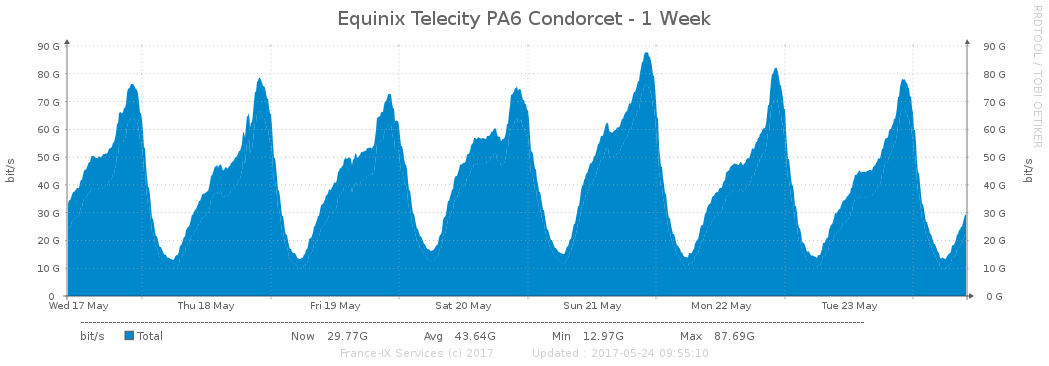 Equinix Telecity PA6 Condorcet - 1 Week
RRDTOOL / TOBI OETIKER
bit/s
90 G
80 G
70 G
60 G
50 G
40 G
30 G
20 G
10 G
0
90 G
80 G
70 G
60 G
50 G
40 G
30 G
20 G
10 G
0 G
bit/s
Wed 17 May Thu 18 May Fri 19 May Sat 20 May Sun 21 May Mon 22 May Tue 23 May
bit/s Total Now 29.77G Avg 43.64G Min 12.97G Max 87.69G
France-IX Services (c) 2017 Updated : 2017-05-24 09:55:10